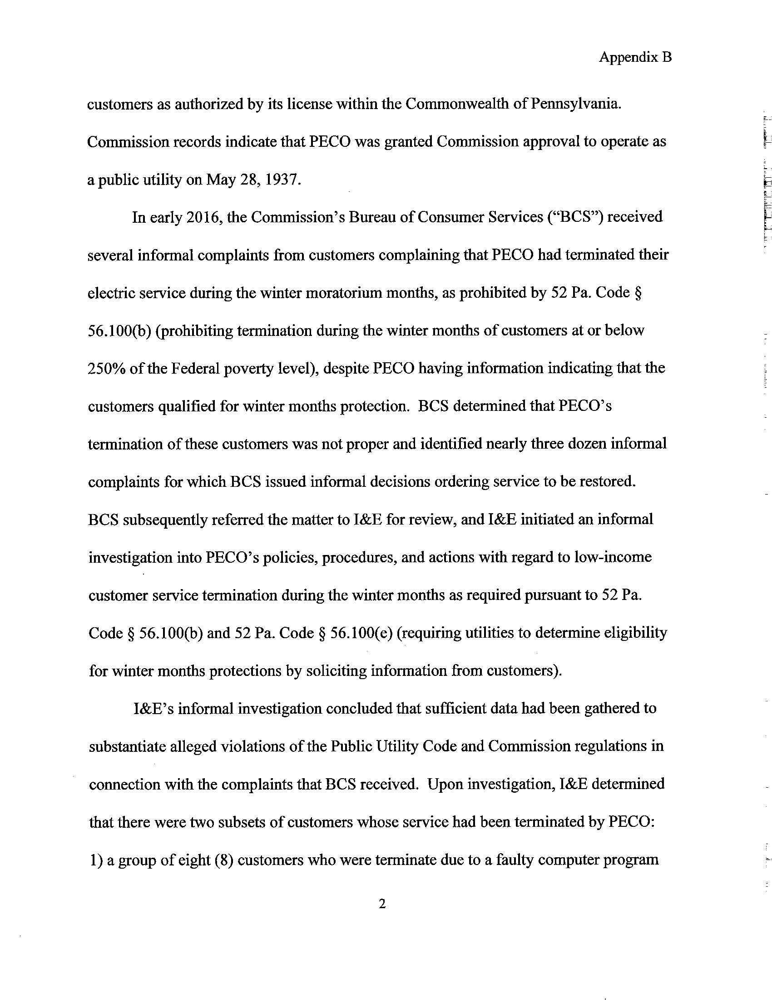 Appendix B
customers as authorized by its license within the Commonwealth of Pennsylvania.
Commission records indicate that PECO was granted Commission approval to operate as
a public utility on May 28, 1937.
In early 2016, the Commission's Bureau of Consumer Services ("BCS") received
several informal complaints from customers complaining that PECO had terminated their
electric service during the winter moratorium months, as prohibited by 52 Pa. Code §
56.100(b) (prohibiting termination during the winter months of customers at or below
250% of the Federal poverty level), despite PECO having information indicating that the
customers qualified for winter months protection.  BCS determined that PECO's
termination of these customers was not proper and identified nearly three dozen informal
complaints for which BCS issued informal decisions ordering service to be restored.
BCS subsequently referred the matter to I&E for review, and I&E initiated an informal
investigation into PECO's policies, procedures, and actions with regard to low-income
customer service termination during the winter months as required pursuant to 52 Pa.
Code § 56.100(b) and 52 Pa. Code § 56.100(e) (requiring utilities to determine eligibility
for winter months protections by soliciting information from customers).
I&E's informal investigation concluded that sufficient data had been gathered to
substantiate alleged violations of the Public Utility Code and Commission regulations in
connection with the complaints that BCS received.  Upon investigation, I&E determined
that there were two subsets of customers whose service had been terminated by PECO:
1) a group of eight (8) customers who were terminate due to a faulty computer program
2